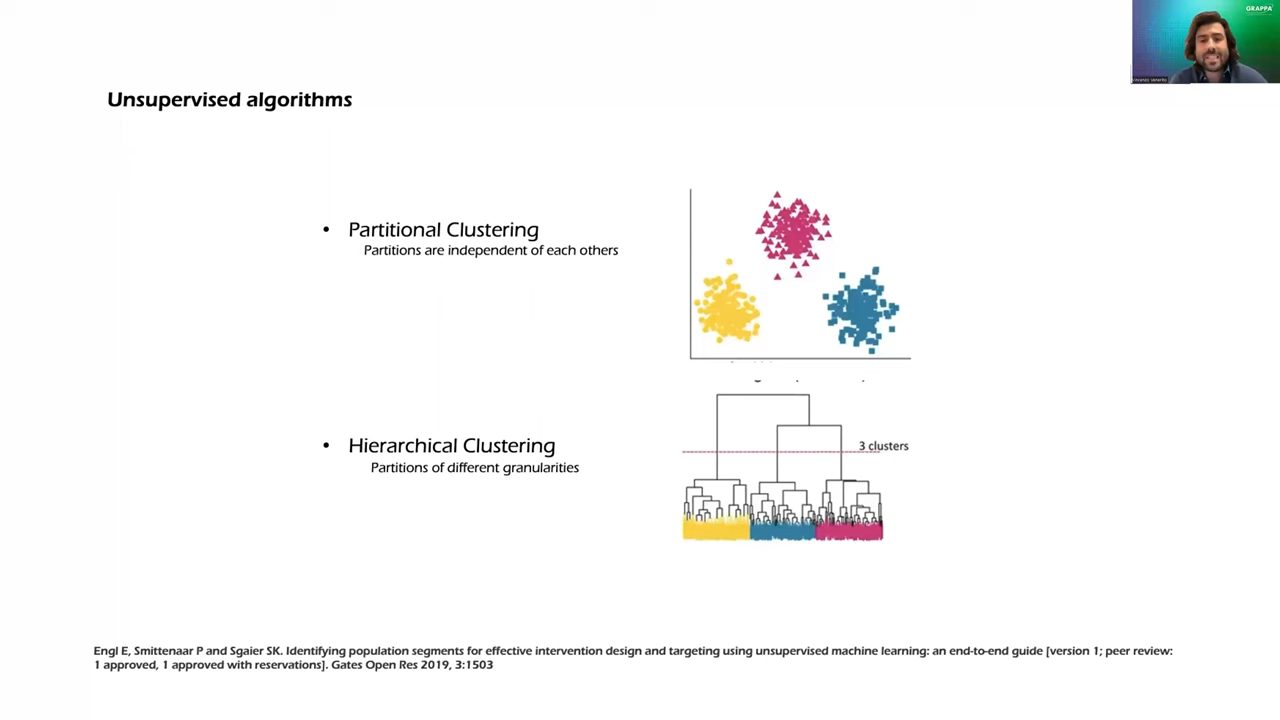 GRAPPA
Unsupervised algorithms
• Partitional Clustering
Partitions are independent of each others
• Hierarchical Clustering
Partitions of different granularities
3 clusters
Engl E, Smittenaar P and Sgaier SK. Identifying population segments for effective intervention design and targeting using unsupervised machine learning: an end-to-end guide [version 1; peer review:
1 approved, 1 approved with reservations]. Gates Open Res 2019, 3:1503